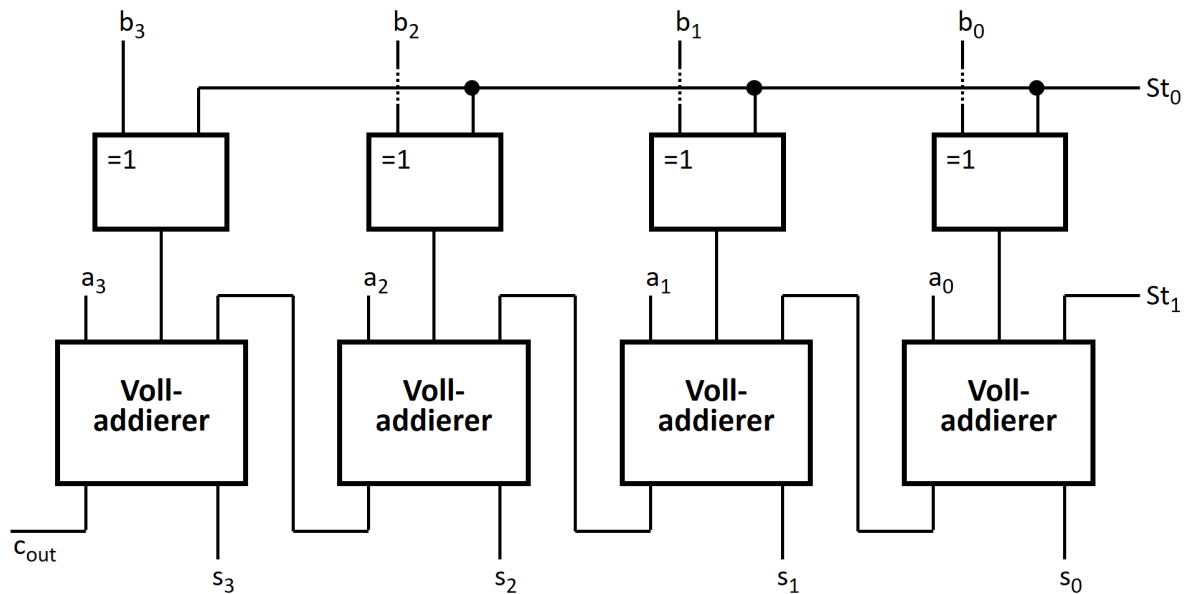 b₃ b₂ b₁ b₀
St₀
=1 =1 =1 =1
a₃ a₂ a₁ a₀
St₁
Voll- Voll- Voll- Voll-
addierer addierer addierer addierer
cₒᵤₜ
s₃ s₂ s₁ s₀